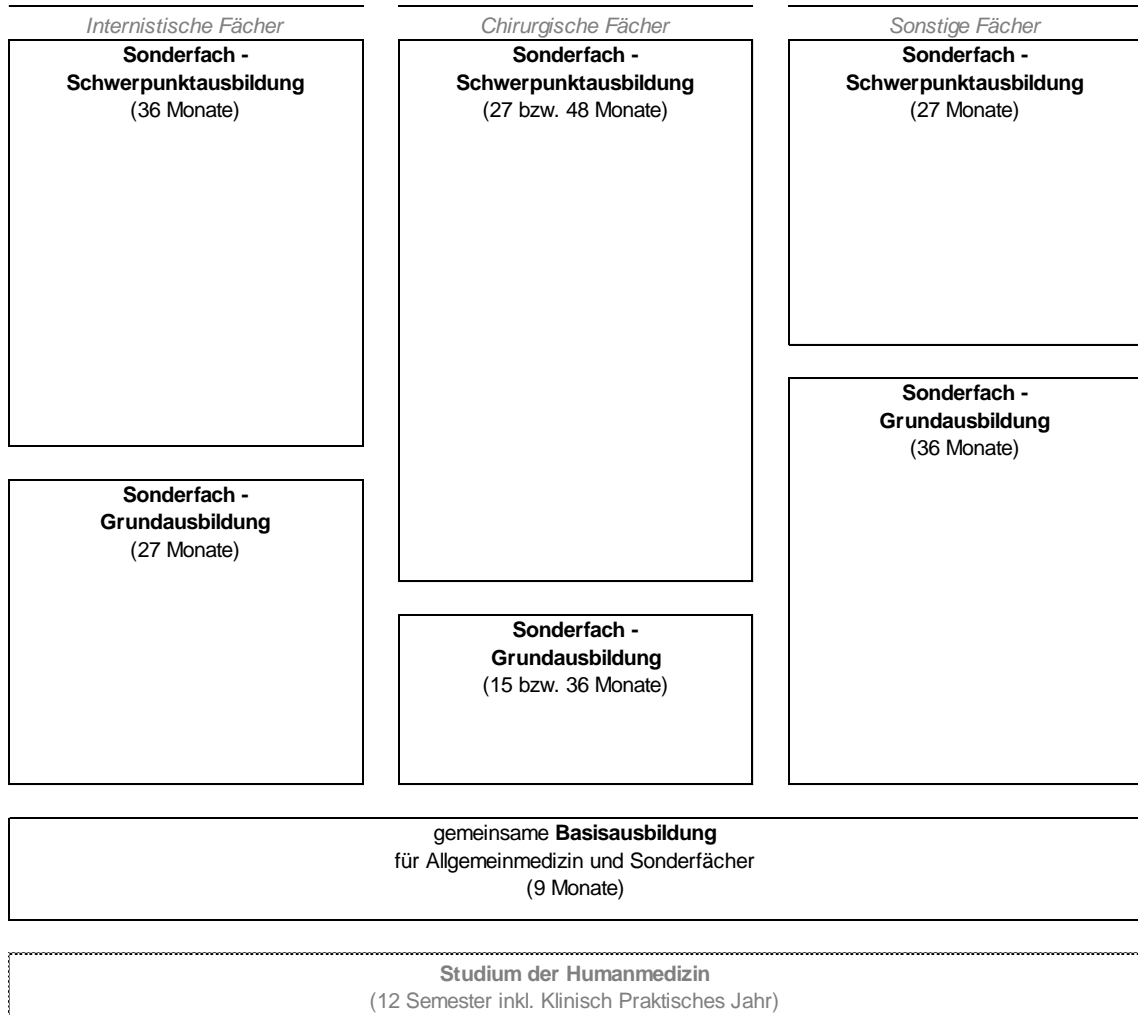 Internistische Fächer
Sonderfach -
Schwerpunktausbildung
(36 Monate)
Sonderfach -
Grundausbildung
(27 Monate)
Chirurgische Fächer
Sonderfach -
Schwerpunktausbildung
(27 bzw. 48 Monate)
Sonderfach -
Grundausbildung
(15 bzw. 36 Monate)
Sonstige Fächer
Sonderfach -
Schwerpunktausbildung
(27 Monate)
Sonderfach -
Grundausbildung
(36 Monate)
gemeinsame Basisausbildung
für Allgemeinmedizin und Sonderfächer
(9 Monate)
Studium der Humanmedizin
(12 Semester inkl. Klinisch Praktisches Jahr)